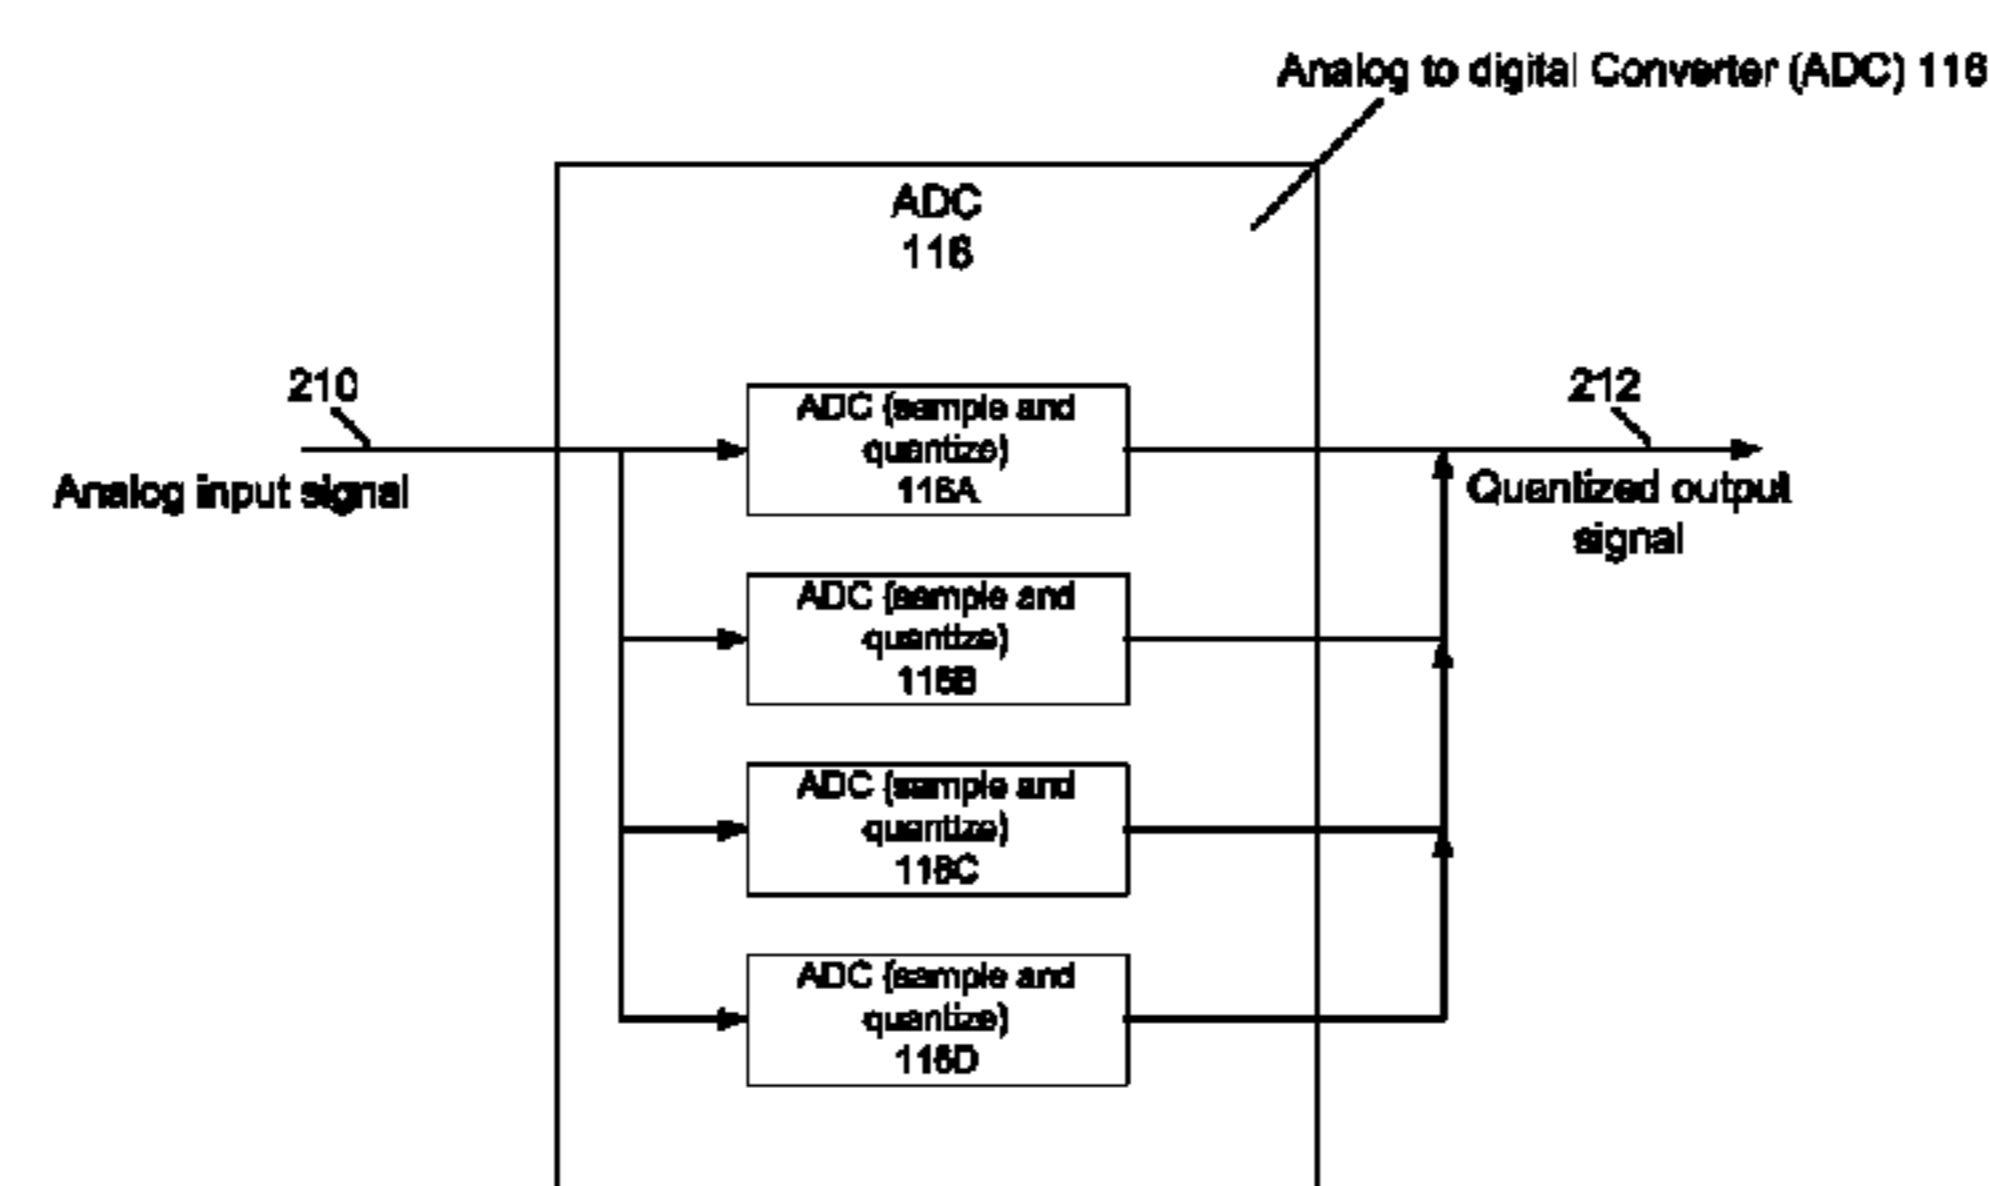 Analog to digital Converter (ADC) 116
ADC
116
210
212
Analog input signal
Quantized output
signal
ADC (sample and
quantize)
116A
ADC (sample and
quantize)
116B
ADC (sample and
quantize)
116C
ADC (sample and
quantize)
116D